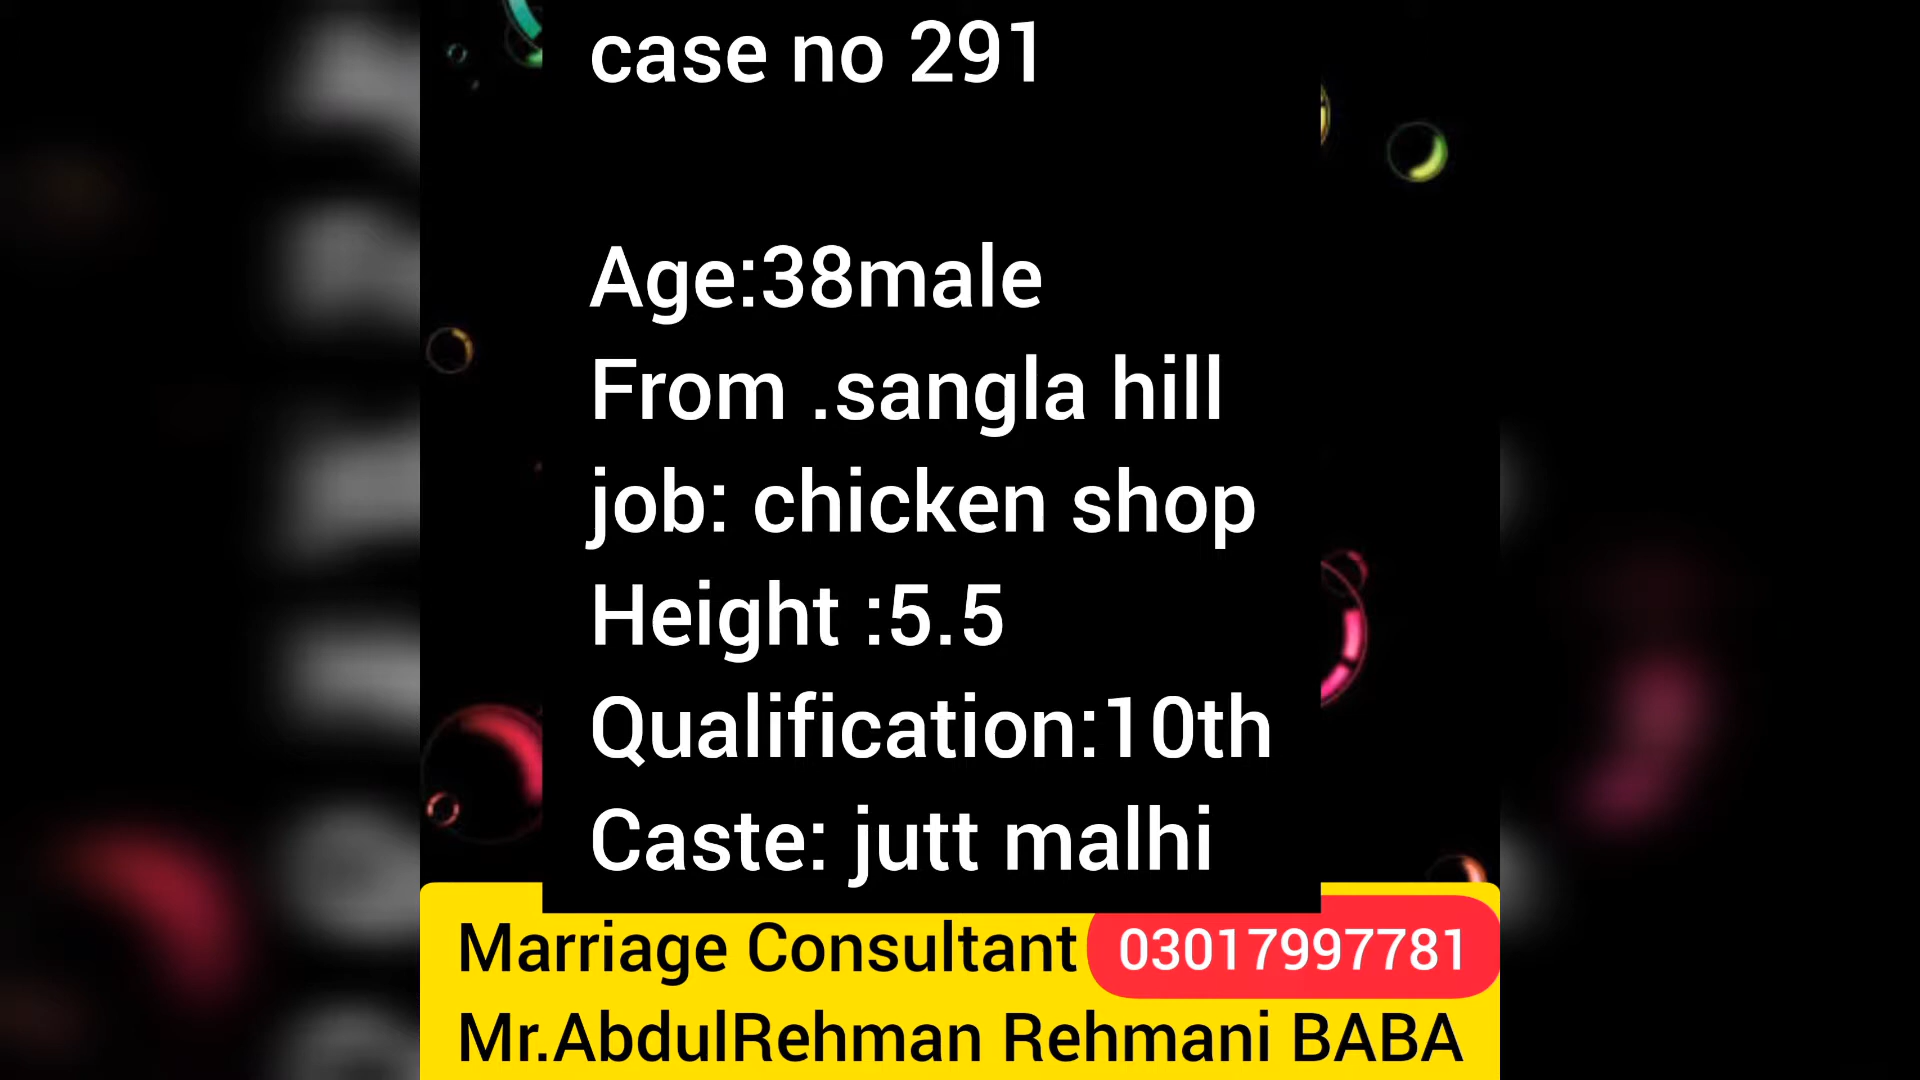 case no 291
Age:38male
From .sangla hill
job: chicken shop
Height :5.5
Qualification:10th
Caste: jutt malhi
Marriage Consultant 03017997781
Mr.AbdulRehman Rehmani BABA